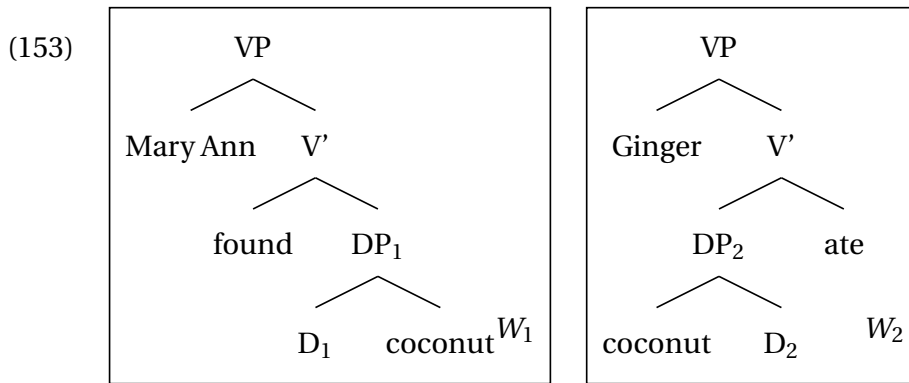 (153) VP VP
Mary Ann V’ Ginger V’
found DP₁ DP₂ ate
D₁ coconut W₁ coconut D₂ W₂